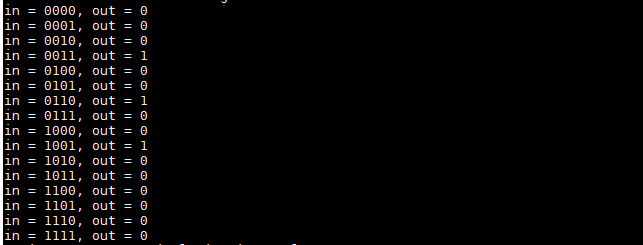 in = 0000, out = 0
in = 0001, out = 0
in = 0010, out = 0
in = 0011, out = 1
in = 0100, out = 0
in = 0101, out = 0
in = 0110, out = 1
in = 0111, out = 0
in = 1000, out = 0
in = 1001, out = 1
in = 1010, out = 0
in = 1011, out = 0
in = 1100, out = 0
in = 1101, out = 0
in = 1110, out = 0
in = 1111, out = 0